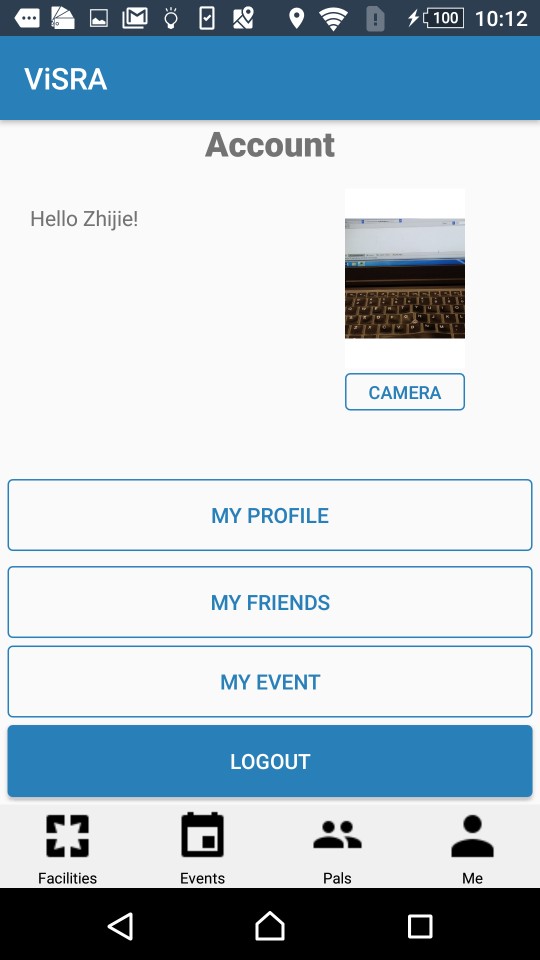 100 10:12
ViSRA
Account
Hello Zhijie!
CAMERA
MY PROFILE
MY FRIENDS
MY EVENT
LOGOUT
Facilities Events Pals Me